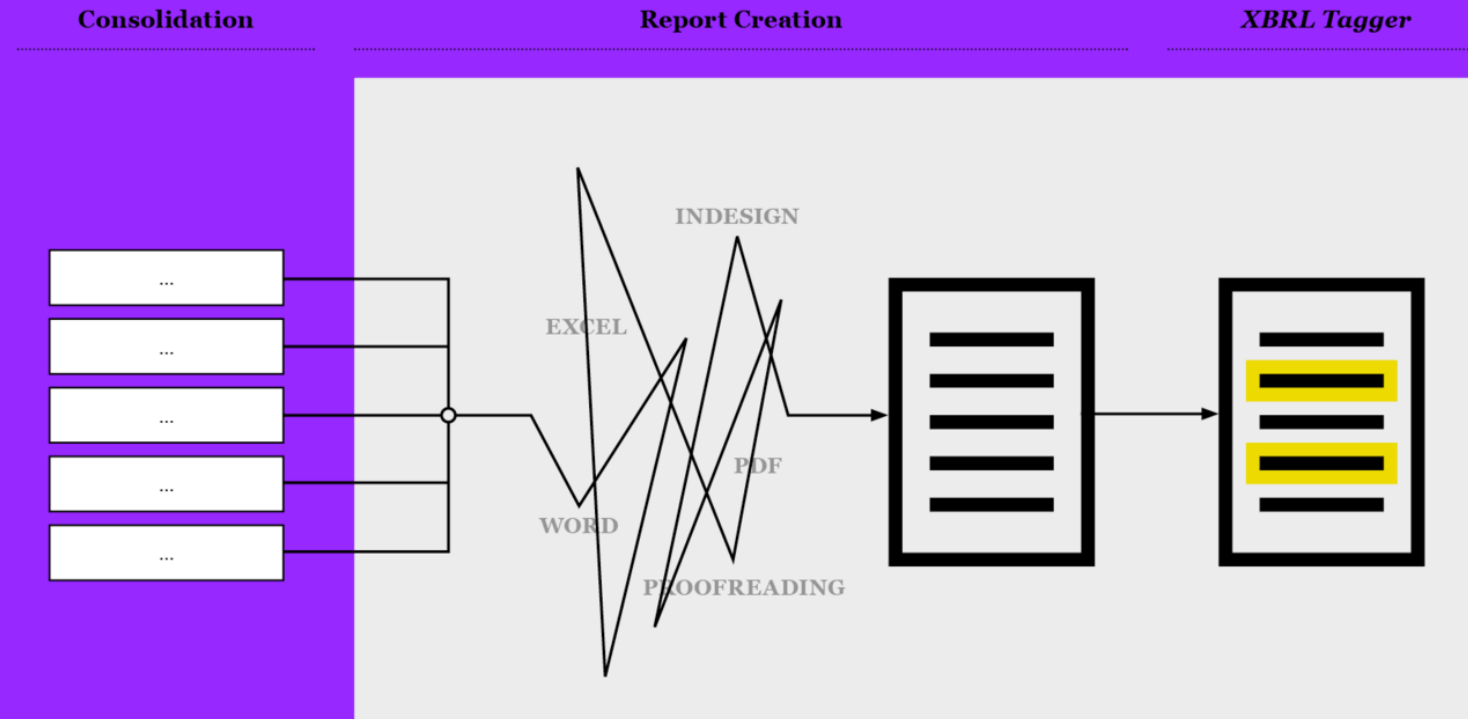 Consolidation
Report Creation
XBRL Tagger
INDESIGN
EXCEL
PDF
WORD
PROOFREADING
...
...
...
...
...